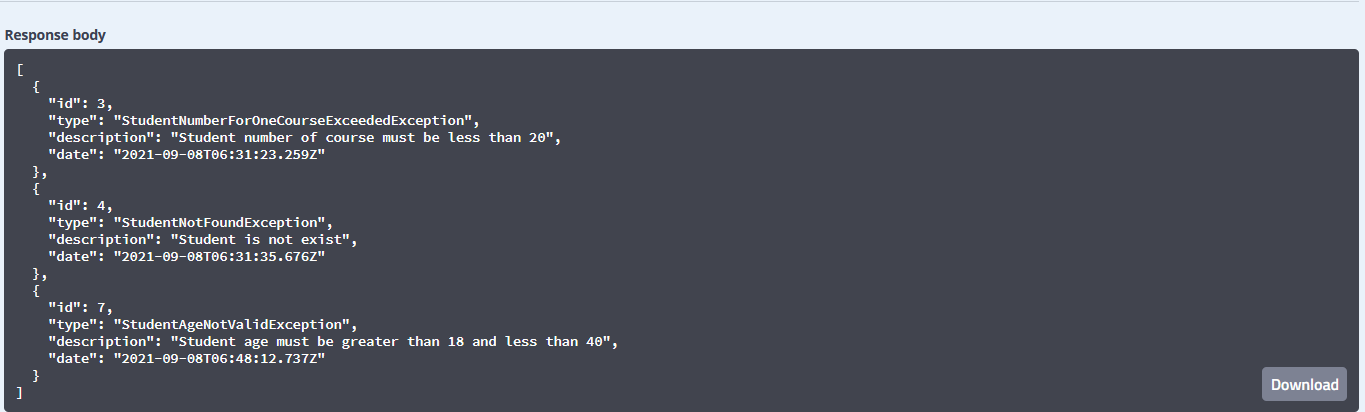 Response body
[
  {
    "id": 3,
    "type": "StudentNumberForOneCourseExceededException",
    "description": "Student number of course must be less than 20",
    "date": "2021-09-08T06:31:23.259Z"
  },
  {
    "id": 4,
    "type": "StudentNotFoundException",
    "description": "Student is not exist",
    "date": "2021-09-08T06:31:35.676Z"
  },
  {
    "id": 7,
    "type": "StudentAgeNotValidException",
    "description": "Student age must be greater than 18 and less than 40",
    "date": "2021-09-08T06:48:12.737Z"
  }
]
Download